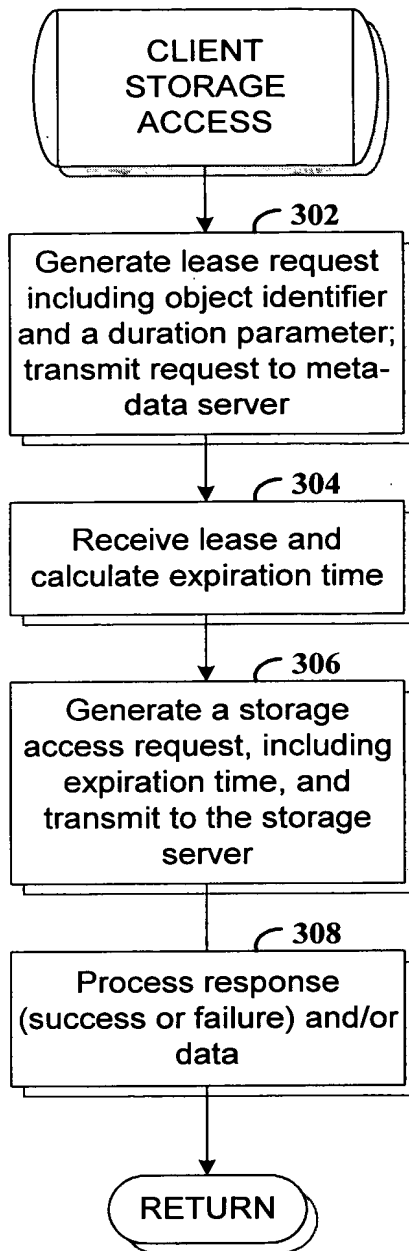 CLIENT
STORAGE
ACCESS
302
Generate lease request
including object identifier
and a duration parameter;
transmit request to meta-
data server
304
Receive lease and
calculate expiration time
306
Generate a storage
access request, including
expiration time, and
transmit to the storage
server
308
Process response
(success or failure) and/or
data
RETURN